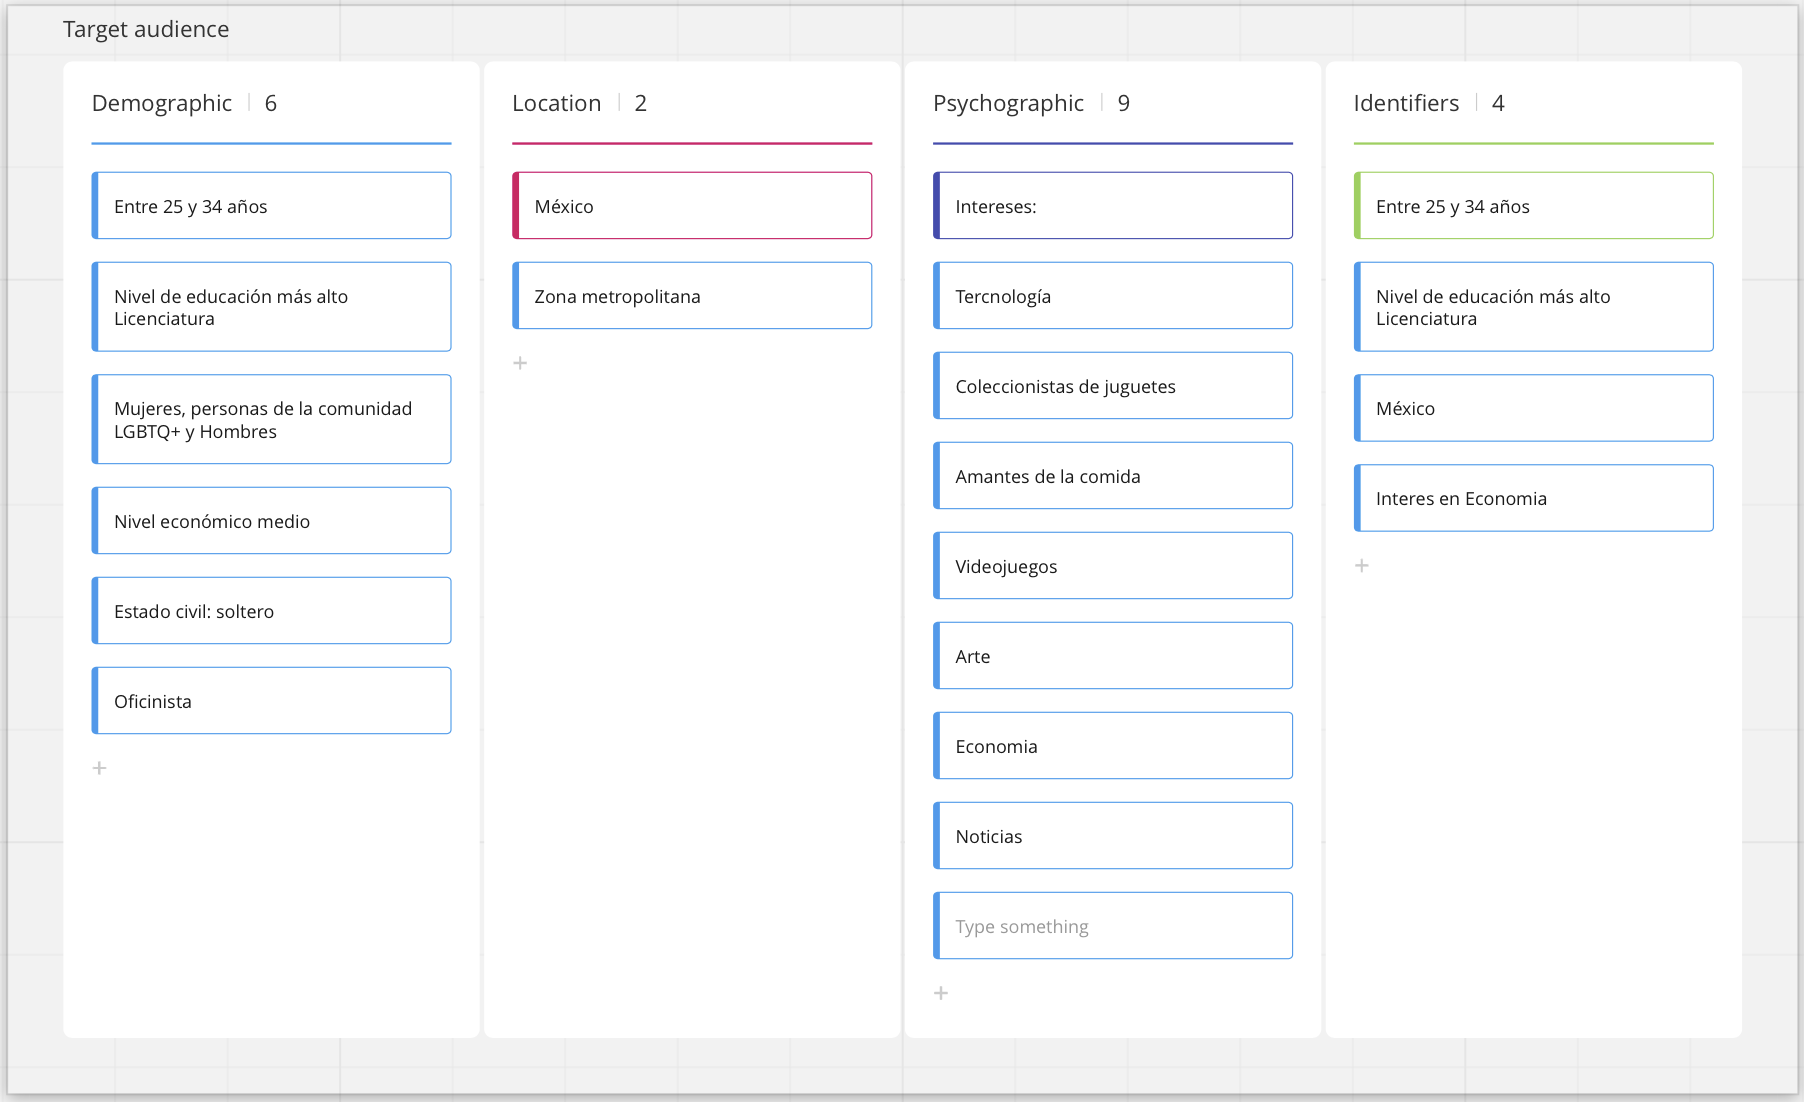 Target audience
Demographic 6
Entre 25 y 34 años
Nivel de educación más alto
Licenciatura
Mujeres, personas de la comunidad
LGBTQ+ y Hombres
Nivel económico medio
Estado civil: soltero
Oficinista
+
Location 2
México
Zona metropolitana
+
Psychographic 9
Intereses:
Tercnología
Coleccionistas de juguetes
Amantes de la comida
Videojuegos
Arte
Economia
Noticias
Type something
+
Identifiers 4
Entre 25 y 34 años
Nivel de educación más alto
Licenciatura
México
Interes en Economia
+